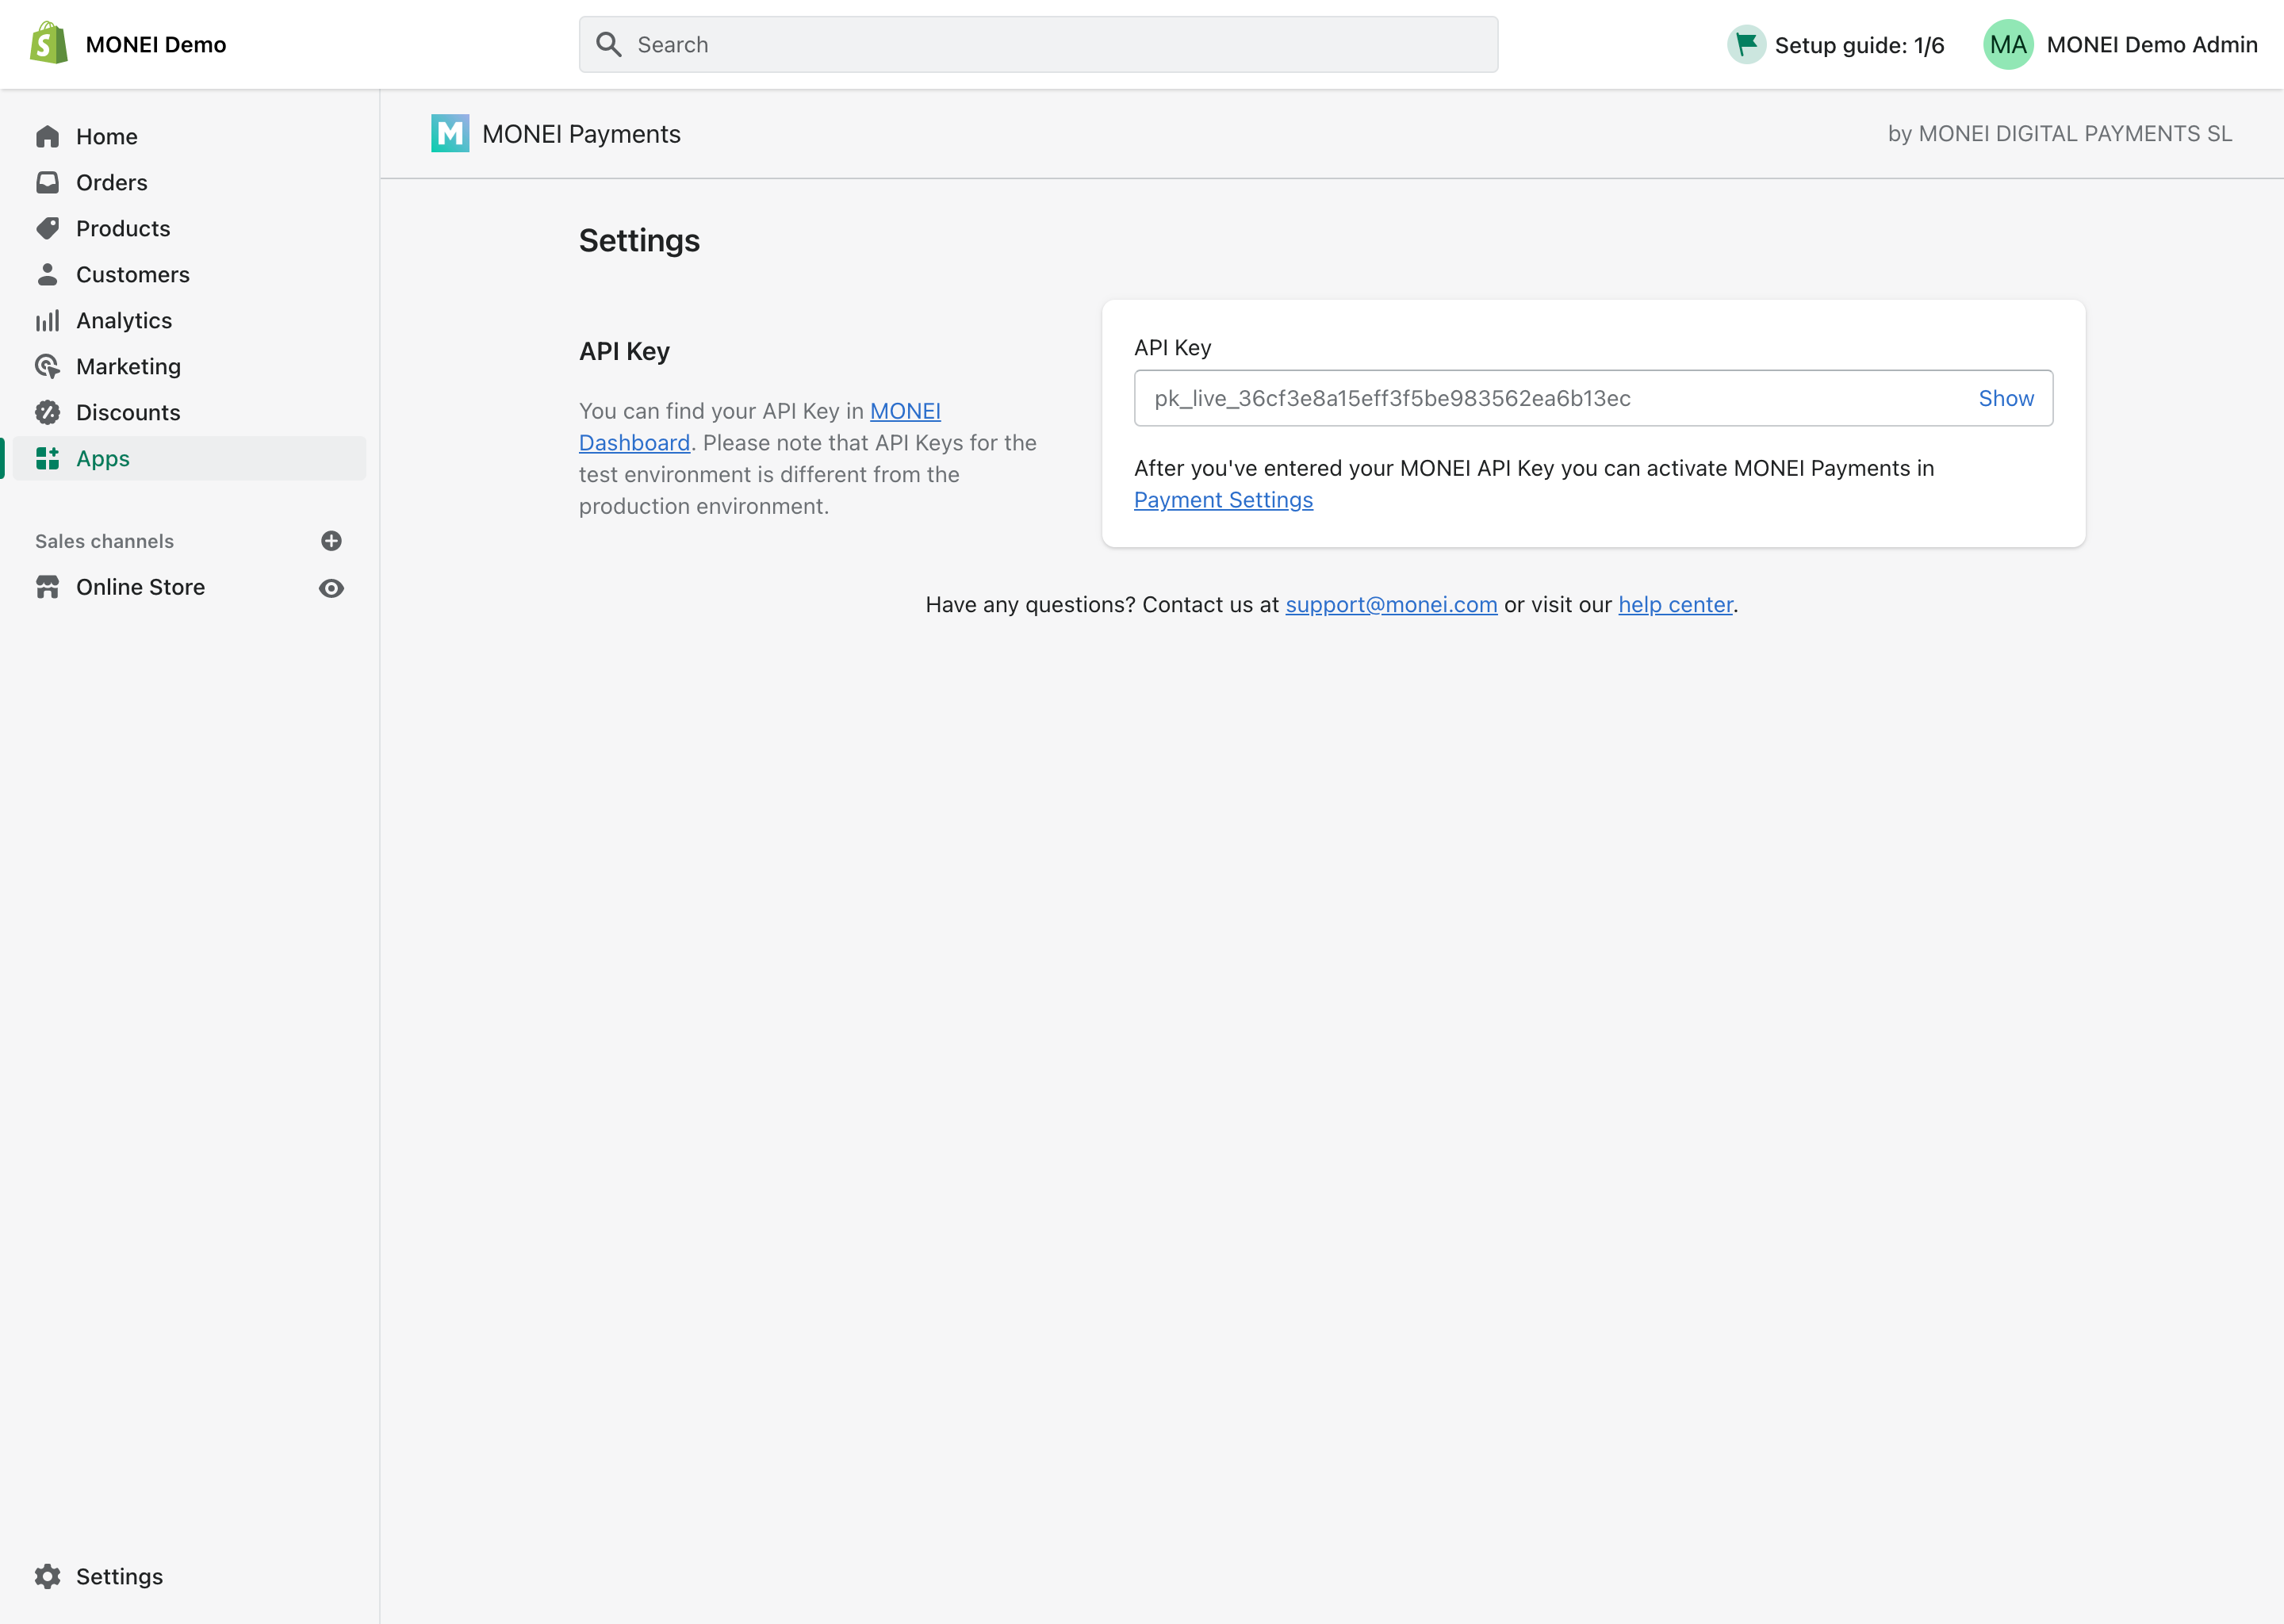 MONEI Demo
Search
Setup guide: 1/6
MA
MONEI Demo Admin
Home
Orders
Products
Customers
Analytics
Marketing
Discounts
Apps
Sales channels
Online Store
Settings
M
MONEI Payments
by MONEI DIGITAL PAYMENTS SL
Settings
API Key
You can find your API Key in MONEI
Dashboard. Please note that API Keys for the
test environment is different from the
production environment.
API Key
pk_live_36cf3e8a15eff3f5be983562ea6b13ec
Show
After you've entered your MONEI API Key you can activate MONEI Payments in
Payment Settings
Have any questions? Contact us at support@monei.com or visit our help center.